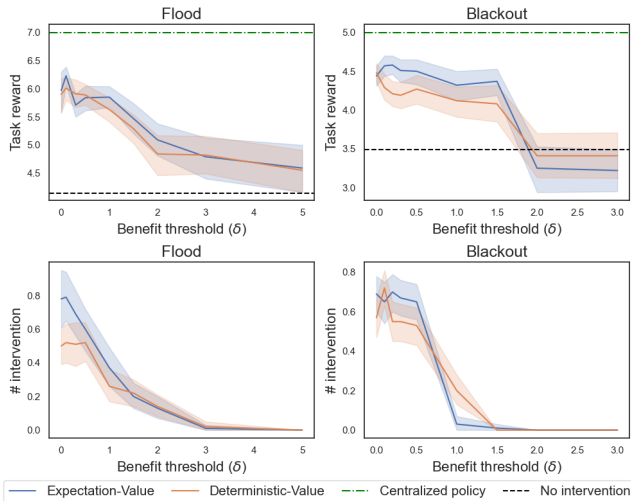 Flood
Blackout
7.0
6.5
6.0
5.5
5.0
4.5
Task reward
0 1 2 3 4 5
Benefit threshold (δ)
5.0
4.5
4.0
3.5
3.0
Task reward
0.0 0.5 1.0 1.5 2.0 2.5 3.0
Benefit threshold (δ)
Flood
Blackout
0.8
0.6
0.4
0.2
0.0
# intervention
0 1 2 3 4 5
Benefit threshold (δ)
0.8
0.6
0.4
0.2
0.0
# intervention
0.0 0.5 1.0 1.5 2.0 2.5 3.0
Benefit threshold (δ)
Expectation-Value Deterministic-Value Centralized policy No intervention